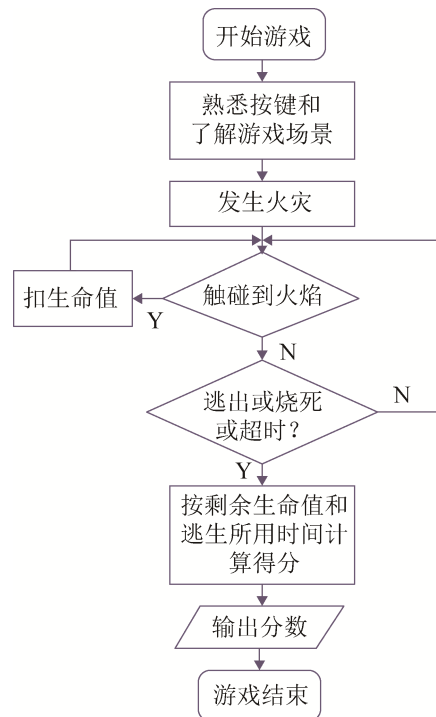 开始游戏
熟悉按键和
了解游戏场景
发生火灾
扣生命值
触碰到火焰
Y
N
逃出或烧死
或超时？
N
Y
按剩余生命值和
逃生所用时间计
算得分
输出分数
游戏结束